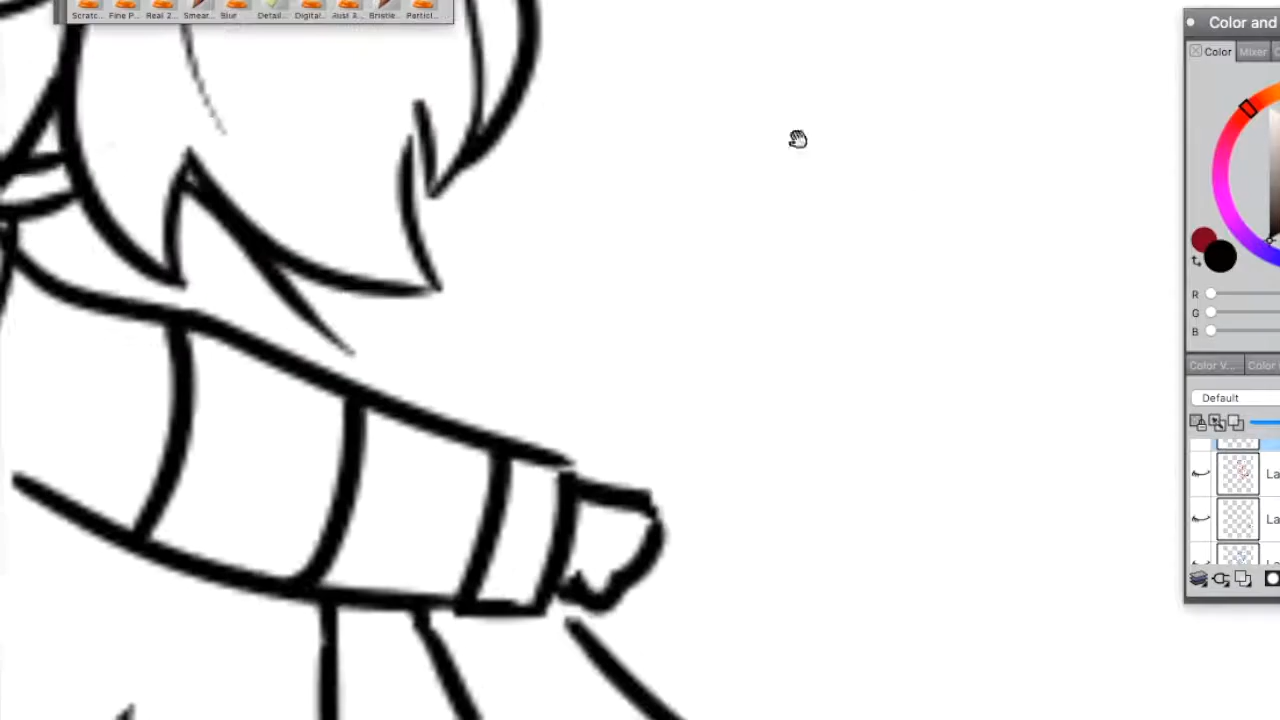 Scratc... Fine P... Real 2... Smear... Blur Detail... Digital... Bristle... Particl...
Color and
Color Mixer
R
G
B
Color V... Color
Default
La
La